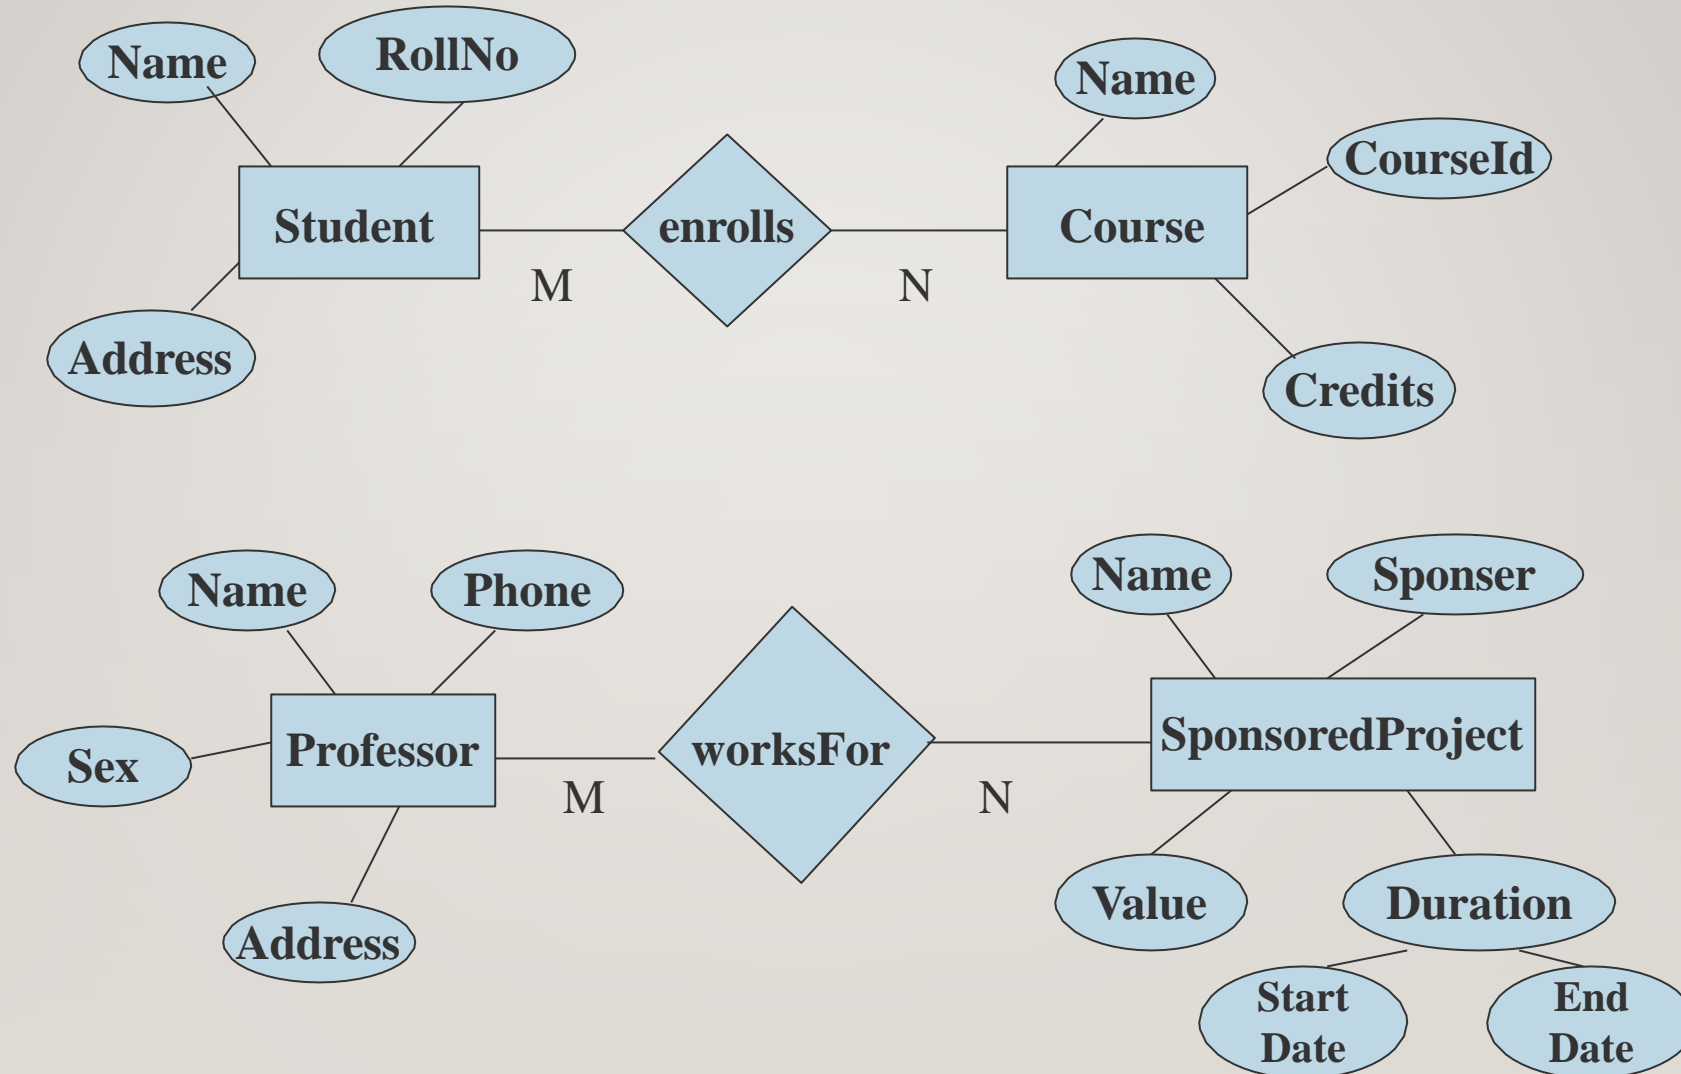 Name
RollNo
Name
CourseId
Student
enrolls
Course
M
N
Address
Credits
Name
Phone
Name
Sponser
Sex
Professor
worksFor
SponsoredProject
M
N
Address
Value
Duration
Start
Date
End
Date